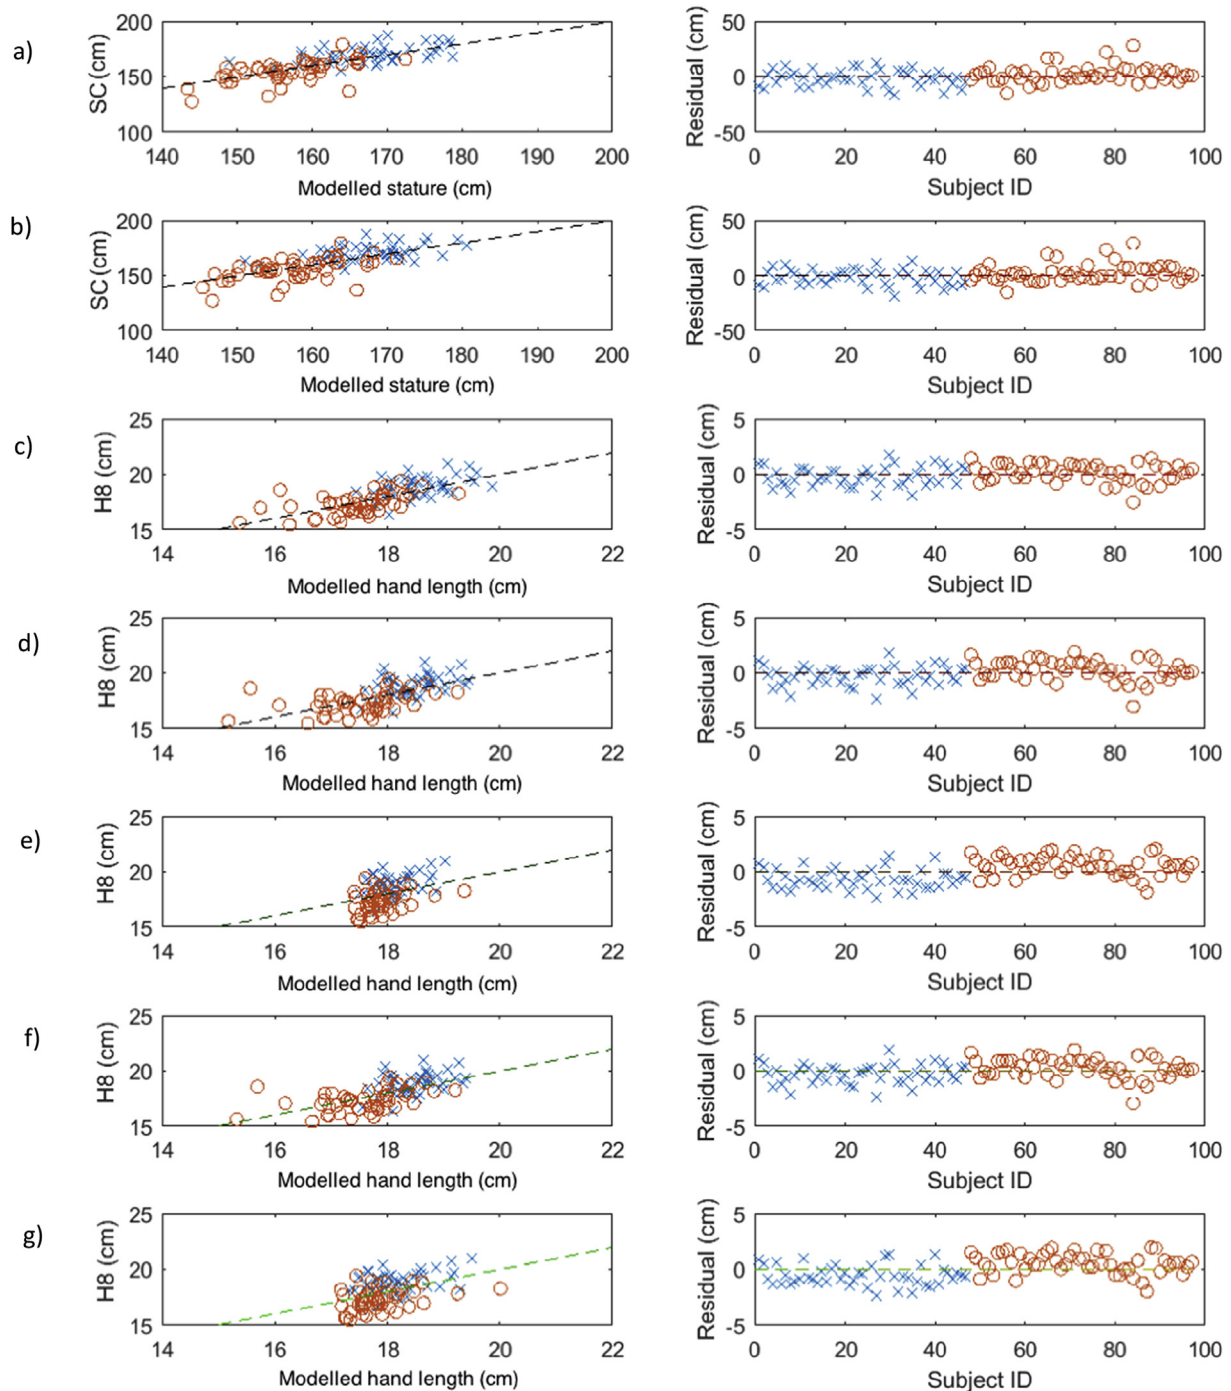 a)
SC (cm)
200
150
100
140 150 160 170 180 190 200
Modelled stature (cm)
Residual (cm)
50
0
-50
0 20 40 60 80 100
Subject ID
b)
SC (cm)
200
150
100
140 150 160 170 180 190 200
Modelled stature (cm)
Residual (cm)
50
0
-50
0 20 40 60 80 100
Subject ID
c)
H8 (cm)
25
20
15
14 16 18 20 22
Modelled hand length (cm)
Residual (cm)
5
0
-5
0 20 40 60 80 100
Subject ID
d)
H8 (cm)
25
20
15
14 16 18 20 22
Modelled hand length (cm)
Residual (cm)
5
0
-5
0 20 40 60 80 100
Subject ID
e)
H8 (cm)
25
20
15
14 16 18 20 22
Modelled hand length (cm)
Residual (cm)
5
0
-5
0 20 40 60 80 100
Subject ID
f)
H8 (cm)
25
20
15
14 16 18 20 22
Modelled hand length (cm)
Residual (cm)
5
0
-5
0 20 40 60 80 100
Subject ID
g)
H8 (cm)
25
20
15
14 16 18 20 22
Modelled hand length (cm)
Residual (cm)
5
0
-5
0 20 40 60 80 100
Subject ID